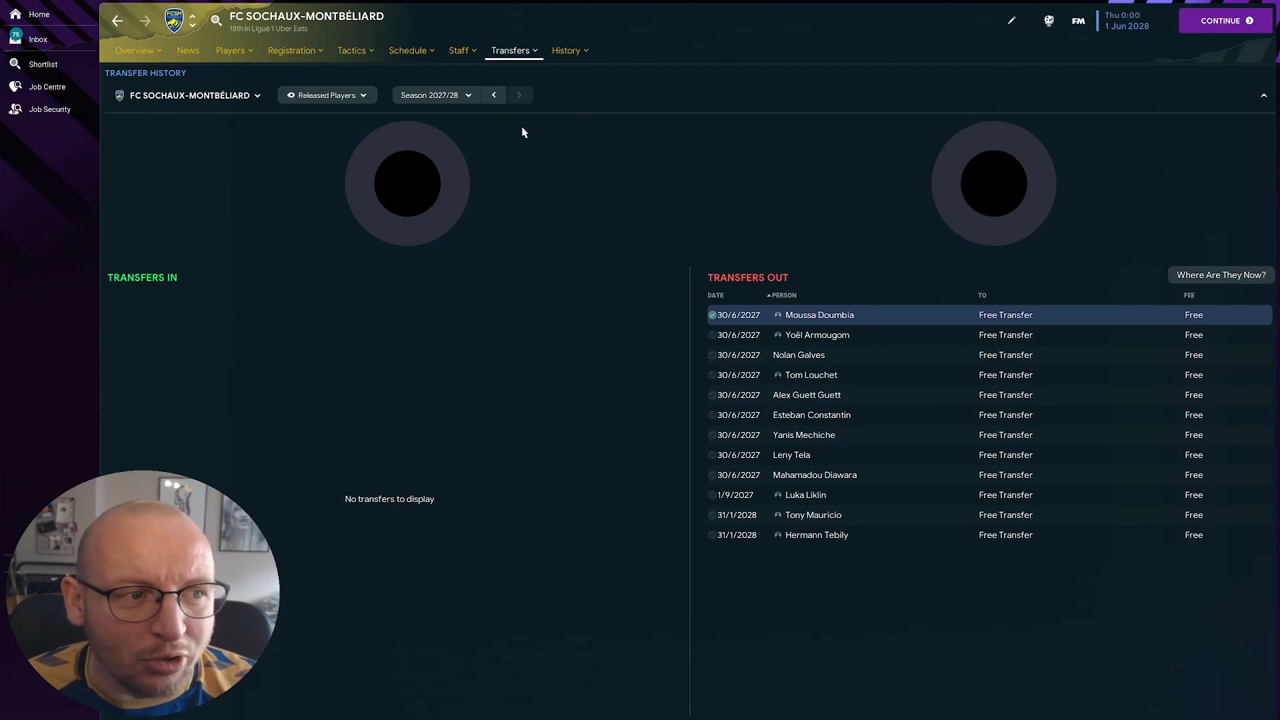 Home
75
Inbox
Shortlist
Job Centre
Job Security
FCSM
FC SOCHAUX-MONTBÉLIARD
18th in Ligue 1 Uber Eats
FM
Thu 0:00
1 Jun 2028
CONTINUE
Overview
News
Players
Registration
Tactics
Schedule
Staff
Transfers
History
TRANSFER HISTORY
FC SOCHAUX-MONTBÉLIARD
Released Players
Season 2027/28
TRANSFERS IN
No transfers to display
TRANSFERS OUT
Where Are They Now?
DATE PERSON TO FEE
30/6/2027 Moussa Doumbia Free Transfer Free
30/6/2027 Yoël Armougom Free Transfer Free
30/6/2027 Nolan Galves Free Transfer Free
30/6/2027 Tom Louchet Free Transfer Free
30/6/2027 Alex Guett Guett Free Transfer Free
30/6/2027 Esteban Constantin Free Transfer Free
30/6/2027 Yanis Mechiche Free Transfer Free
30/6/2027 Leny Tela Free Transfer Free
30/6/2027 Mahamadou Diawara Free Transfer Free
1/9/2027 Luka Liklin Free Transfer Free
31/1/2028 Tony Mauricio Free Transfer Free
31/1/2028 Hermann Tebily Free Transfer Free